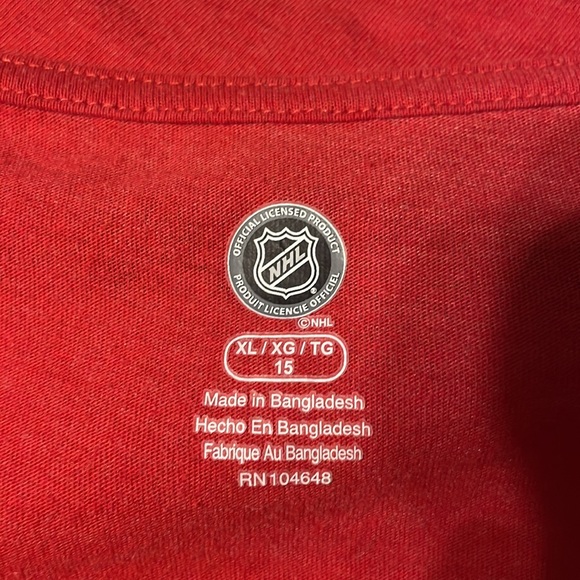 OFFICIAL LICENSED PRODUCT
NHL
®
PRODUIT LICENCIE OFFICIEL
©NHL
XL / XG / TG
15
Made in Bangladesh
Hecho En Bangladesh
Fabrique Au Bangladesh
RN104648